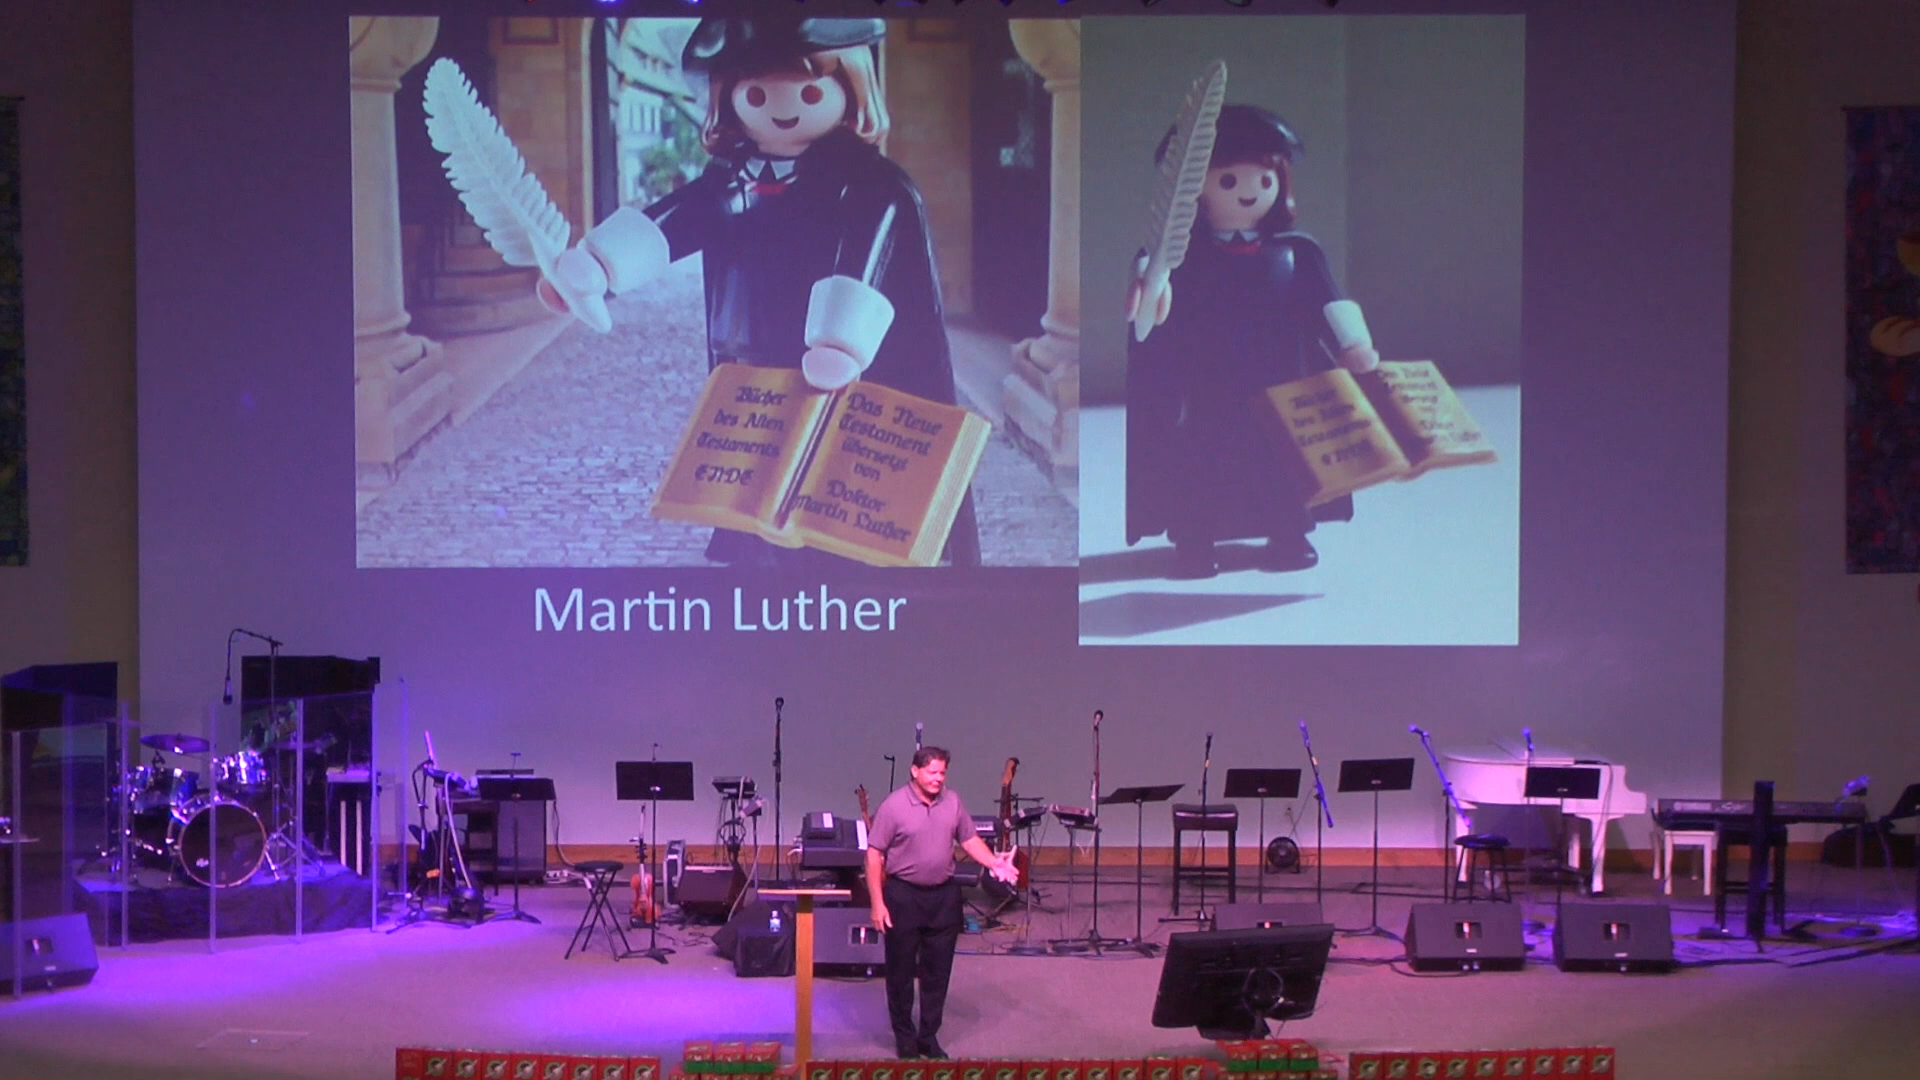 Bücher
des Alten
Testaments
ENDE
Das Neue
Testament
übersetzt
von
Doktor
Martin Luther
Martin Luther